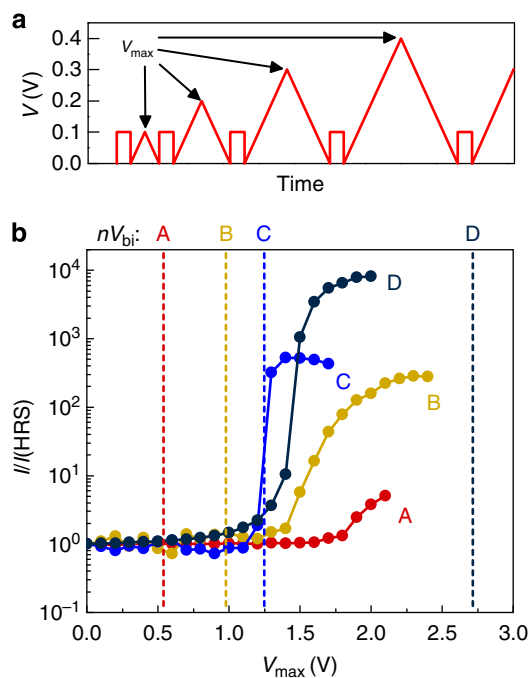 a
V (V)
0.4
0.3
0.2
0.1
0.0
Vmax
Time
b
nVbi: A B C D
I/I(HRS)
10⁴
10³
10²
10¹
10⁰
10⁻¹
D
C
B
A
0.0 0.5 1.0 1.5 2.0 2.5 3.0
Vmax (V)